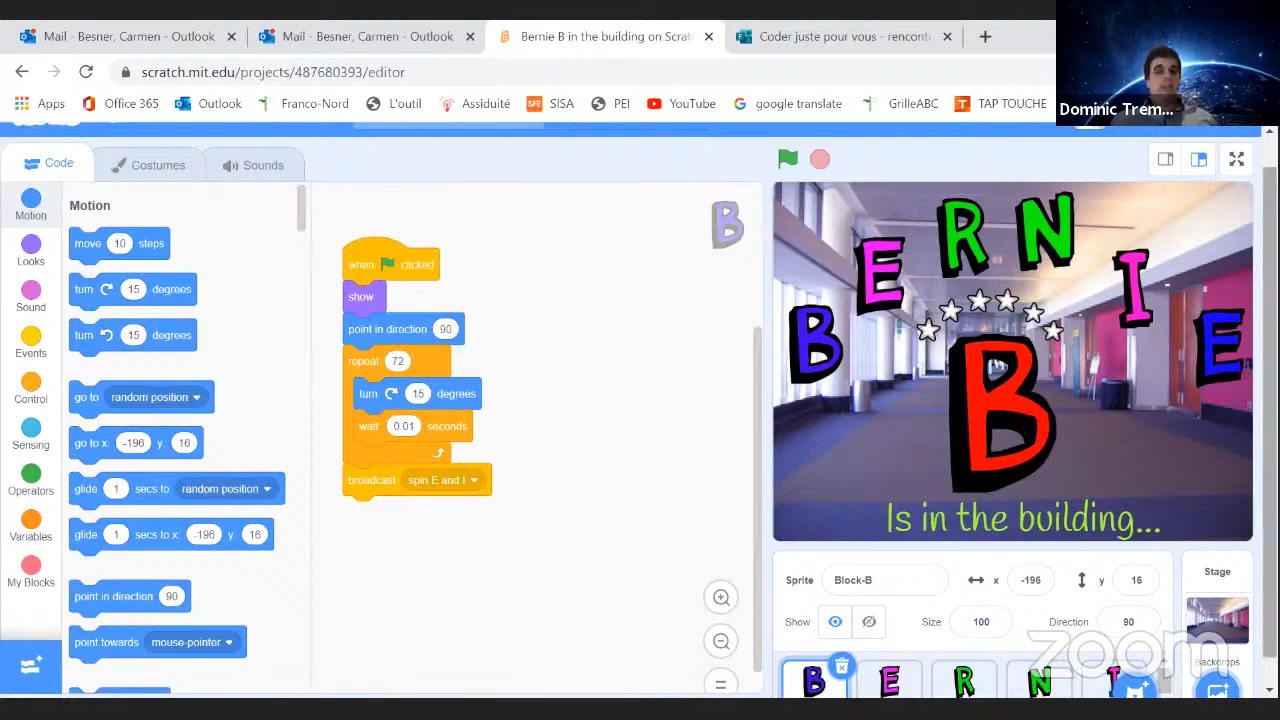 Mail - Besner, Carmen - Outlook
Mail - Besner, Carmen - Outlook
Bernie B in the building on Scrat
Coder juste pour vous - rencont
scratch.mit.edu/projects/487680393/editor
Apps
Office 365
Outlook
Franco-Nord
L'outil
Assiduité
SFE
SISA
PEI
YouTube
google translate
GrilleABC
T
TAP TOUCHE
Dominic Trem...
Code
Costumes
Sounds
Motion
Looks
Sound
Events
Control
Sensing
Operators
Variables
My Blocks
Motion
move 10 steps
turn 15 degrees
turn 15 degrees
go to random position
go to x: -196 y: 16
glide 1 secs to random position
glide 1 secs to x: -196 y: 16
point in direction 90
point towards mouse-pointer
when clicked
show
point in direction 90
repeat 72
turn 15 degrees
wait 0.01 seconds
broadcast spin E and I
B
BERNIE
B
Is in the building...
Sprite Block-B x -196 y 16
Show Size 100 Direction 90
Stage
Backdrops
B E R N I
zoom